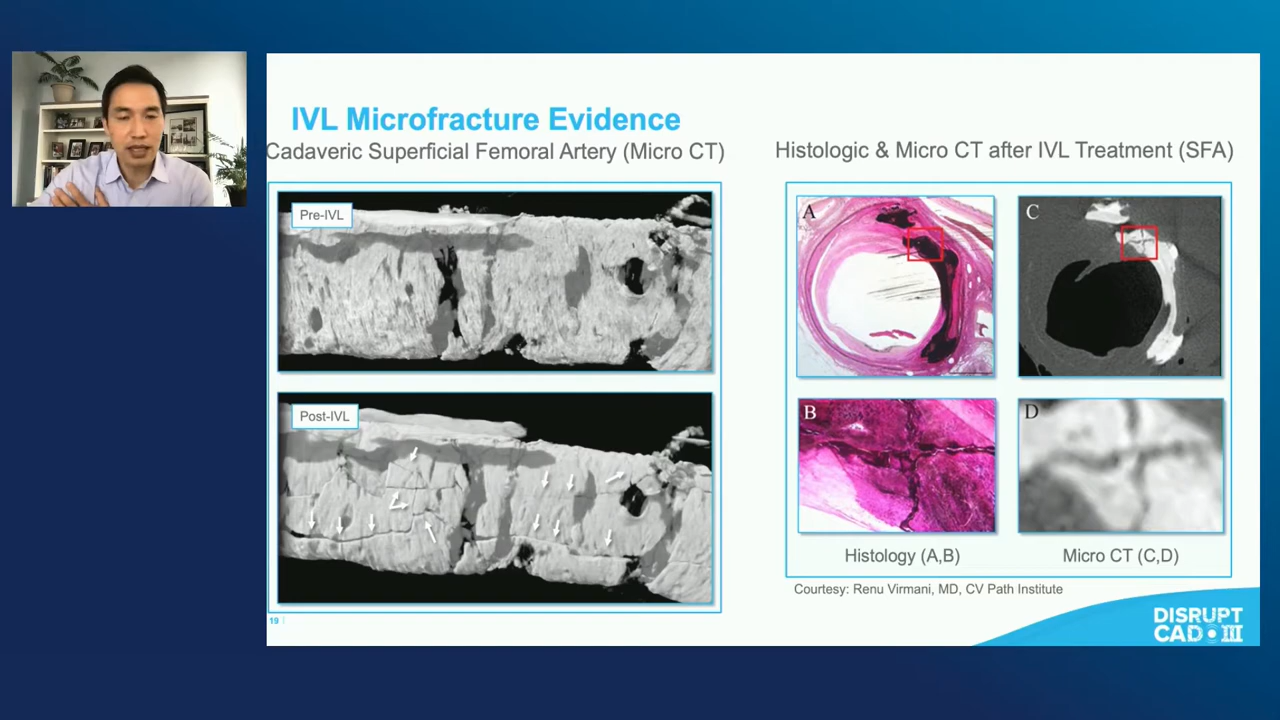 IVL Microfracture Evidence
Cadaveric Superficial Femoral Artery (Micro CT)
Histologic & Micro CT after IVL Treatment (SFA)
Pre-IVL
A
C
Post-IVL
B
D
Histology (A,B)
Micro CT (C,D)
Courtesy: Renu Virmani, MD, CV Path Institute
19
DISRUPT
CAD III